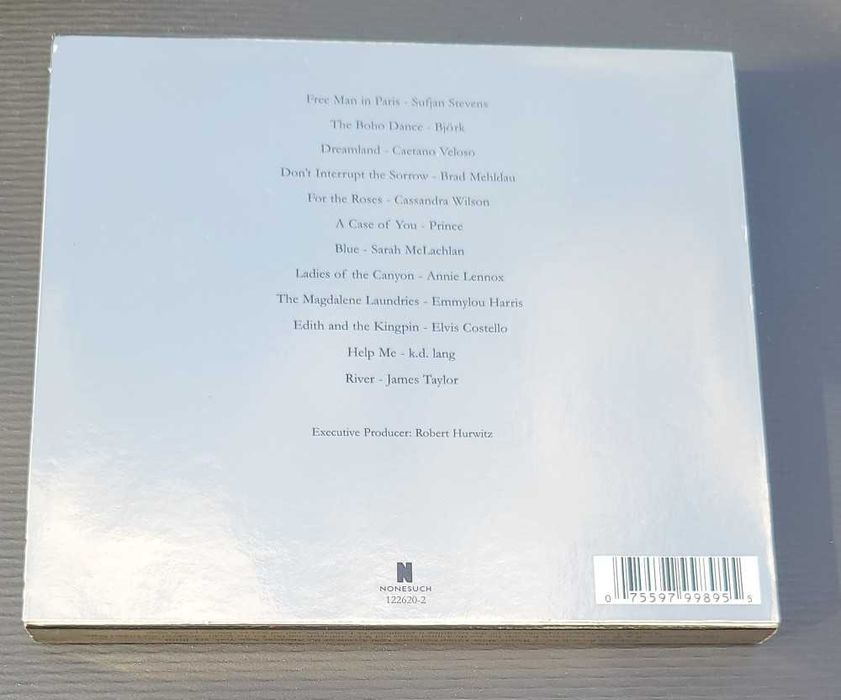 Free Man in Paris - Sufjan Stevens
The Boho Dance - Björk
Dreamland - Caetano Veloso
Don't Interrupt the Sorrow - Brad Mehldau
For the Roses - Cassandra Wilson
A Case of You - Prince
Blue - Sarah McLachlan
Ladies of the Canyon - Annie Lennox
The Magdalene Laundries - Emmylou Harris
Edith and the Kingpin - Elvis Costello
Help Me - k.d. lang
River - James Taylor
Executive Producer: Robert Hurwitz
N
NONESUCH
122620-2
0 75597 99895 5